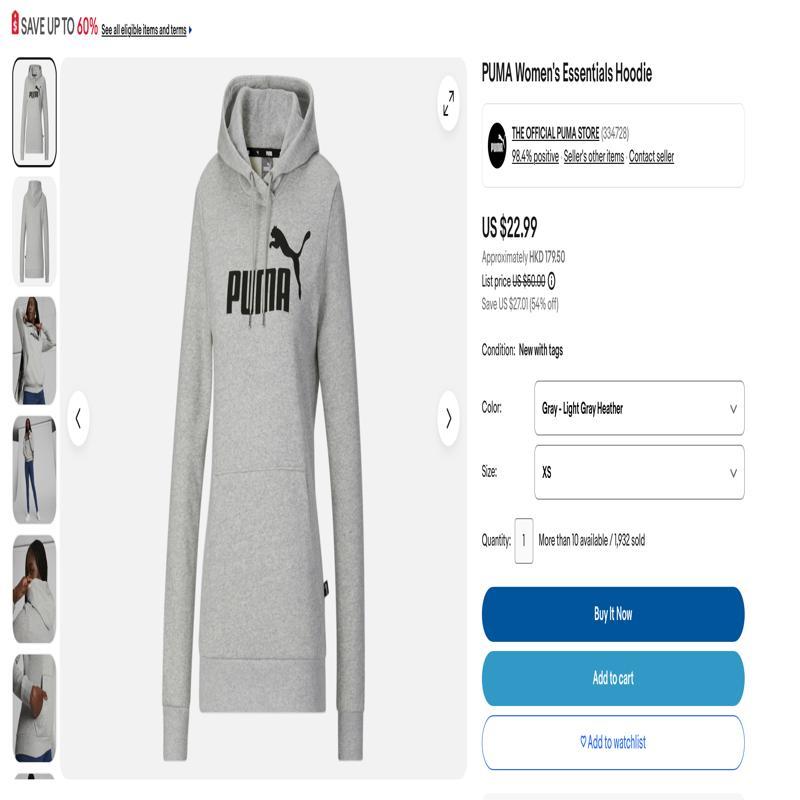 SAVE UP TO 60% See all eligible items and terms
PUMA Women's Essentials Hoodie
THE OFFICIAL PUMA STORE (334728)
98.4% positive · Seller's other items · Contact seller
PUMA
US $22.99
Approximately HKD 179.50
List price US $50.00
Save US $27.01 (54% off)
Condition: New with tags
Color: Gray - Light Gray Heather
Size: XS
Quantity: 1 More than 10 available / 1,932 sold
Buy It Now
Add to cart
Add to watchlist